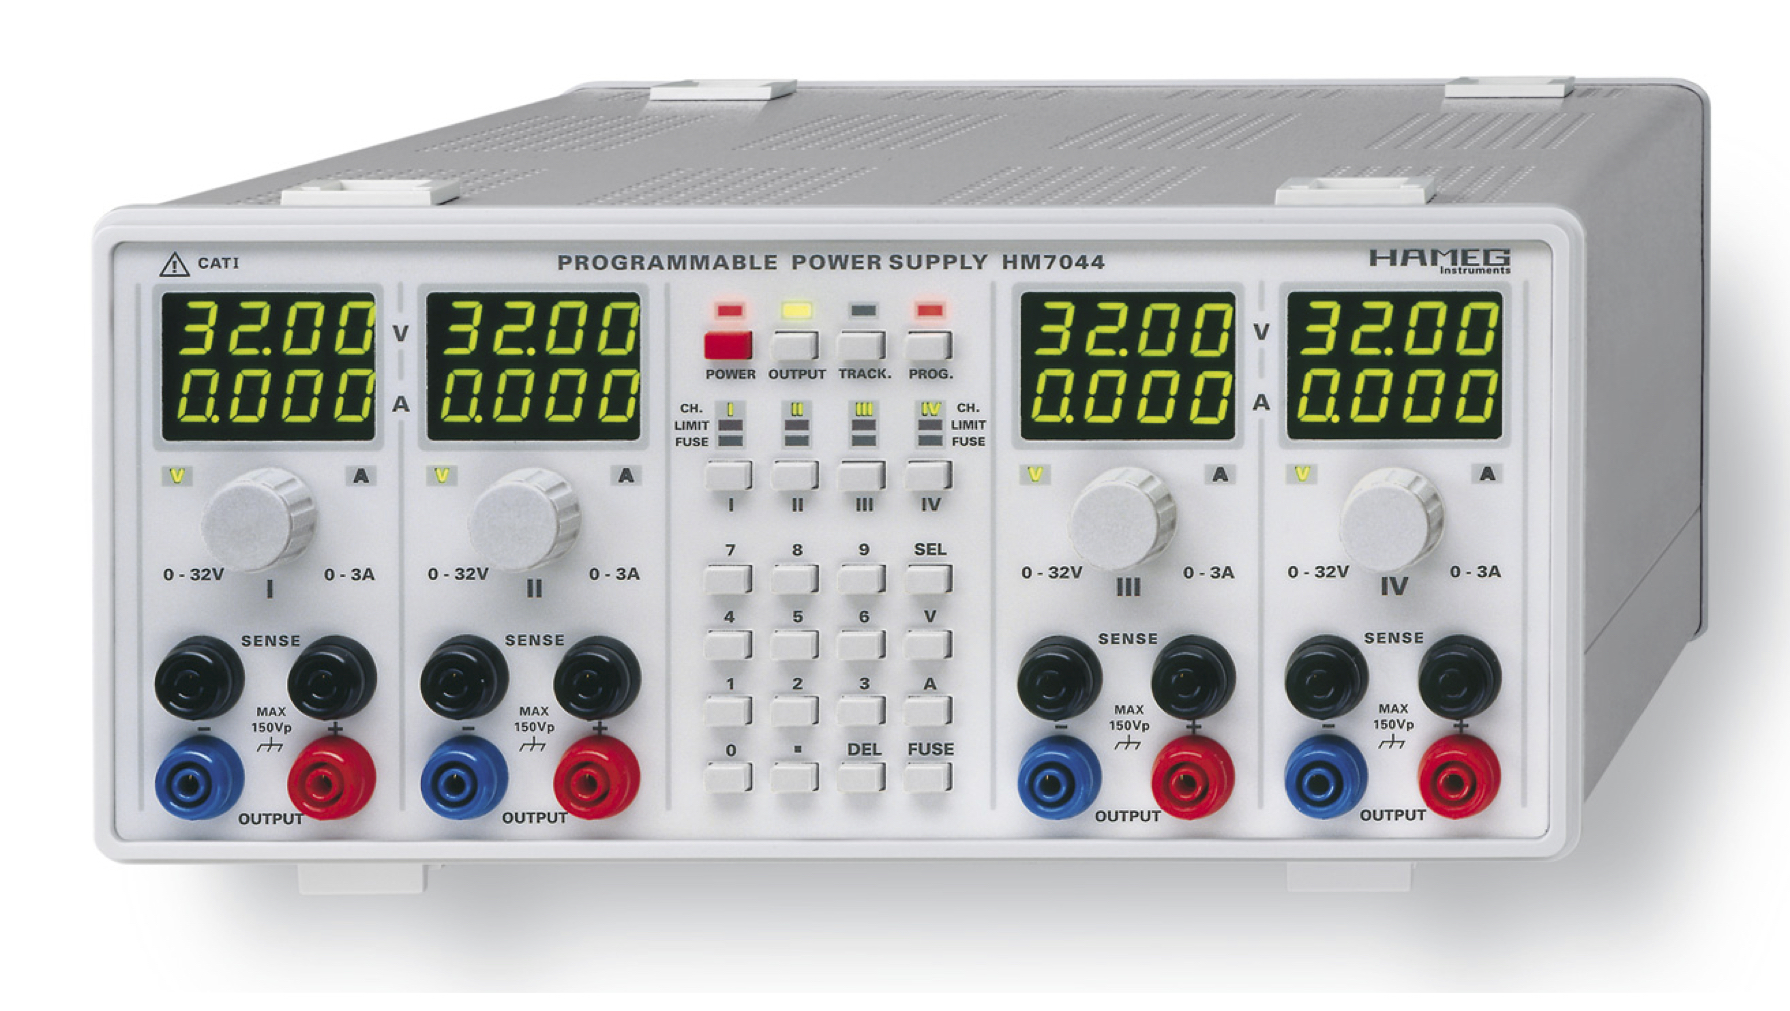 CAT I
PROGRAMMABLE POWER SUPPLY HM7044
HAMEG
Instruments
32.00 V 32.00
0.000 A 0.000
POWER OUTPUT TRACK. PROG.
CH. I II III IV CH.
LIMIT LIMIT
FUSE FUSE
I II III IV
32.00 V 32.00
0.000 A 0.000
V A
0 - 32V I 0 - 3A
SENSE
- MAX +
150Vp
OUTPUT
V A
0 - 32V II 0 - 3A
SENSE
- MAX +
150Vp
OUTPUT
7 8 9 SEL
4 5 6 V
1 2 3 A
0 . DEL FUSE
V A
0 - 32V III 0 - 3A
SENSE
- MAX +
150Vp
OUTPUT
V A
0 - 32V IV 0 - 3A
SENSE
- MAX +
150Vp
OUTPUT